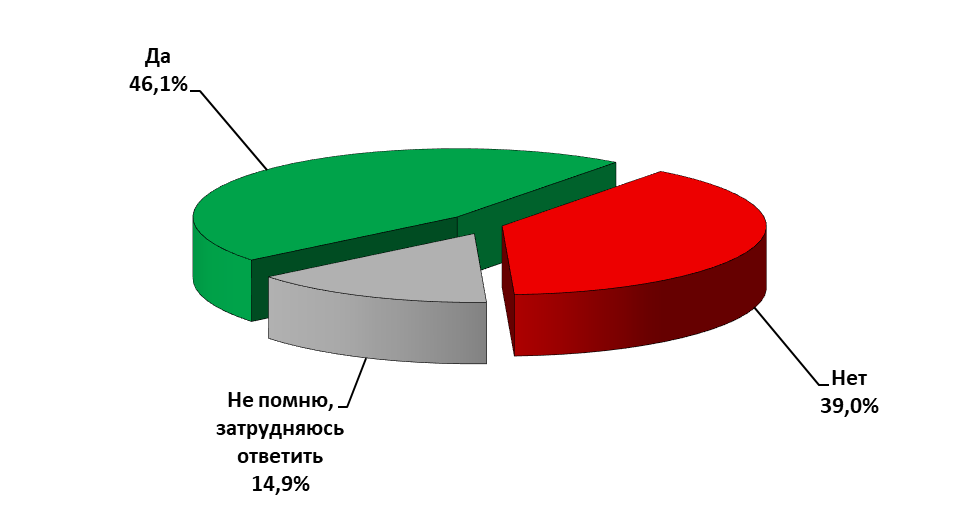 Да
46,1%
Нет
39,0%
Не помню,
затрудняюсь
ответить
14,9%